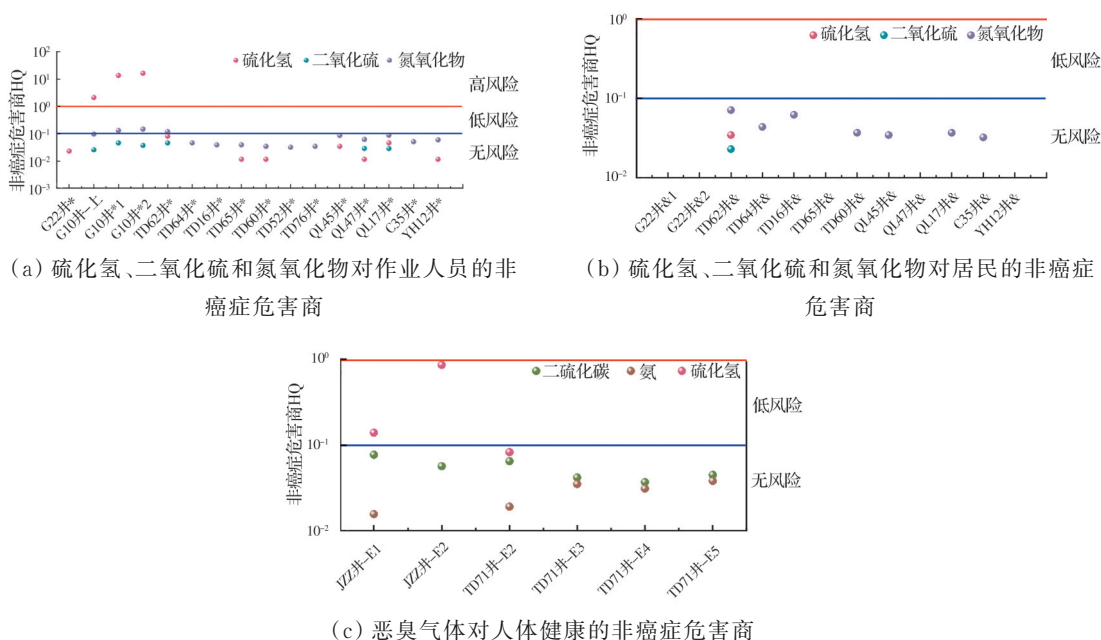 硫化氢 二氧化硫 氮氧化物
非癌症危害商HQ
10²
10¹
10⁰
10⁻¹
10⁻²
10⁻³
高风险
低风险
无风险
G22井*
G10井-上
G10井*1
G10井*2
TD62井*
TD64井*
TD16井*
TD65井*
TD60井*
TD52井*
TD76井*
QL45井*
QL47井*
QL17井*
C35井*
YH12井*
(a) 硫化氢、二氧化硫和氮氧化物对作业人员的非
癌症危害商
硫化氢 二氧化硫 氮氧化物
非癌症危害商HQ
10⁰
10⁻¹
10⁻²
低风险
无风险
G22井&1
G22井&2
TD62井&
TD64井&
TD16井&
TD65井&
TD60井&
QL45井&
QL47井&
QL17井&
C35井&
YH12井&
(b) 硫化氢、二氧化硫和氮氧化物对居民的非癌症
危害商
二硫化碳 氨 硫化氢
非癌症危害商HQ
10⁰
10⁻¹
10⁻²
低风险
无风险
JZZ井-E1
JZZ井-E2
TD71井-E2
TD71井-E3
TD71井-E4
TD71井-E5
(c) 恶臭气体对人体健康的非癌症危害商